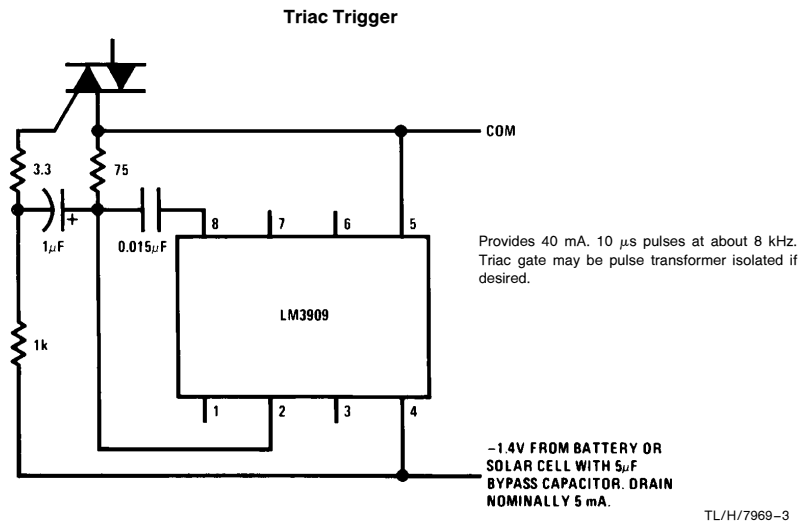 Triac Trigger
COM
3.3
75
1μF
+
0.015μF
8
7
6
5
Provides 40 mA. 10 μs pulses at about 8 kHz.
Triac gate may be pulse transformer isolated if
desired.
LM3909
1k
1
2
3
4
−1.4V FROM BATTERY OR
SOLAR CELL WITH 5μF
BYPASS CAPACITOR. DRAIN
NOMINALLY 5 mA.
TL/H/7969–3